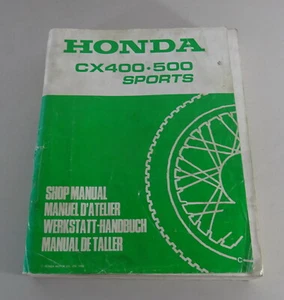 HONDA
CX400·500
SPORTS
SHOP MANUAL
MANUEL D'ATELIER
WERKSTATT-HANDBUCH
MANUAL DE TALLER